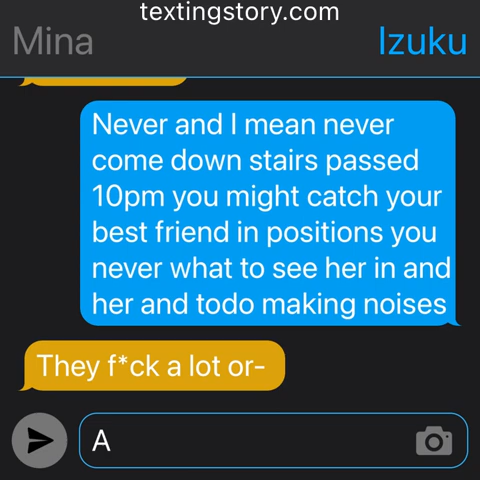 textingstory.com
Mina Izuku
Never and I mean never
come down stairs passed
10pm you might catch your
best friend in positions you
never what to see her in and
her and todo making noises
They f*ck a lot or-
A